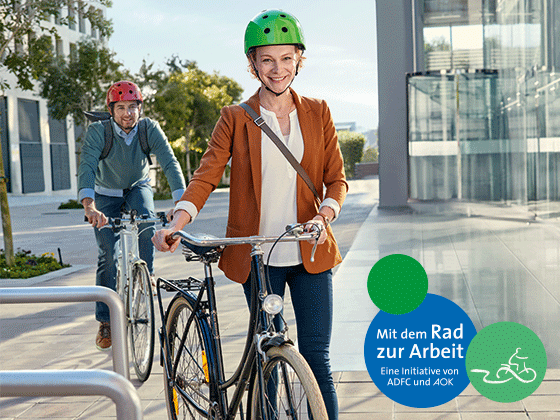 Mit dem Rad
zur Arbeit
Eine Initiative von
ADFC und AOK